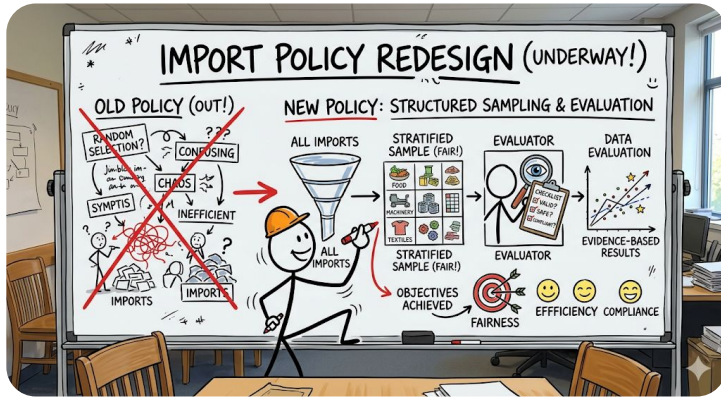 IMPORT POLICY REDESIGN (UNDERWAY!)
OLD POLICY (OUT!)
RANDOM
SELECTION?
???
CONFUSING
CHAOS
SYMPTIS
INEFFICIENT
?
?
IMPORTS
IMPORTS
NEW POLICY: STRUCTURED SAMPLING & EVALUATION
ALL IMPORTS
ALL
IMPORTS
STRATIFIED
SAMPLE (FAIR!)
FOOD
MACHINERY
TEXTILES
STRATIFIED
SAMPLE (FAIR!)
EVALUATOR
CHECKLIST
VALID?
SAFE?
COMPLIANT?
EVALUATOR
DATA
EVALUATION
EVIDENCE-BASED
RESULTS
OBJECTIVES
ACHIEVED
FAIRNESS
EFFFICIENCY
COMPLIANCE